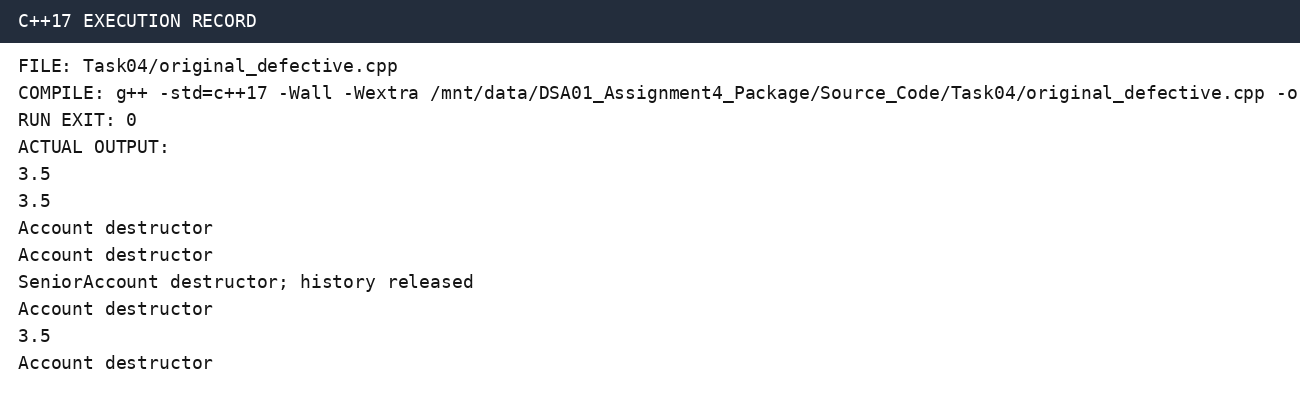 C++17 EXECUTION RECORD
FILE: Task04/original_defective.cpp
COMPILE: g++ -std=c++17 -Wall -Wextra /mnt/data/DSA01_Assignment4_Package/Source_Code/Task04/original_defective.cpp -o
RUN EXIT: 0
ACTUAL OUTPUT:
3.5
3.5
Account destructor
Account destructor
SeniorAccount destructor; history released
Account destructor
3.5
Account destructor